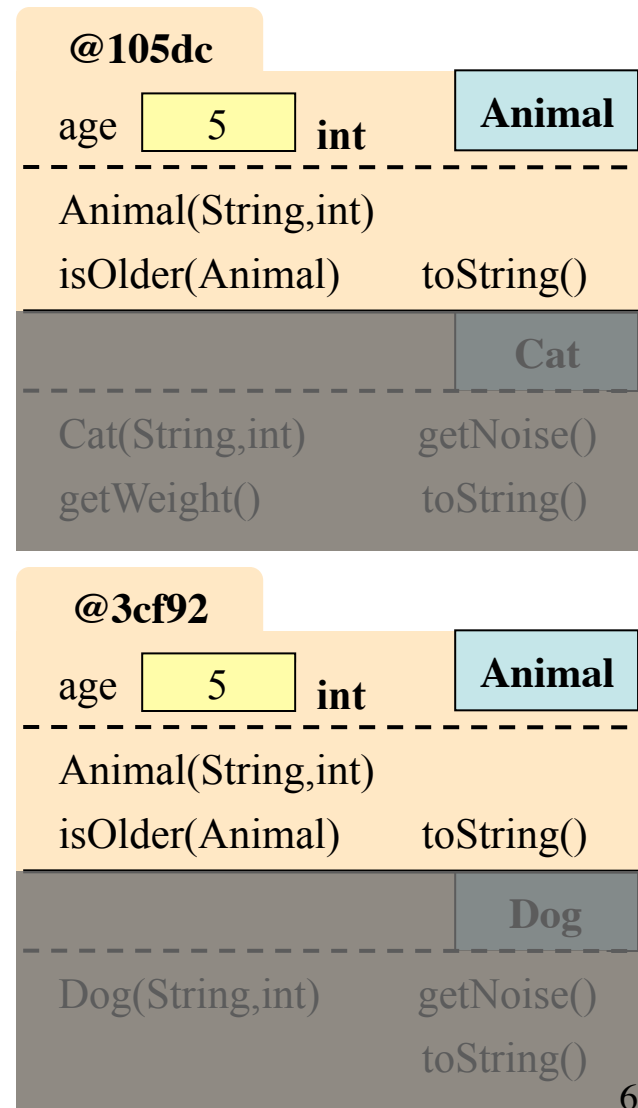 @105dc
age 5 int Animal
Animal(String,int)
isOlder(Animal) toString()
Cat
Cat(String,int) getNoise()
getWeight() toString()
@3cf92
age 5 int Animal
Animal(String,int)
isOlder(Animal) toString()
Dog
Dog(String,int) getNoise()
toString()
6